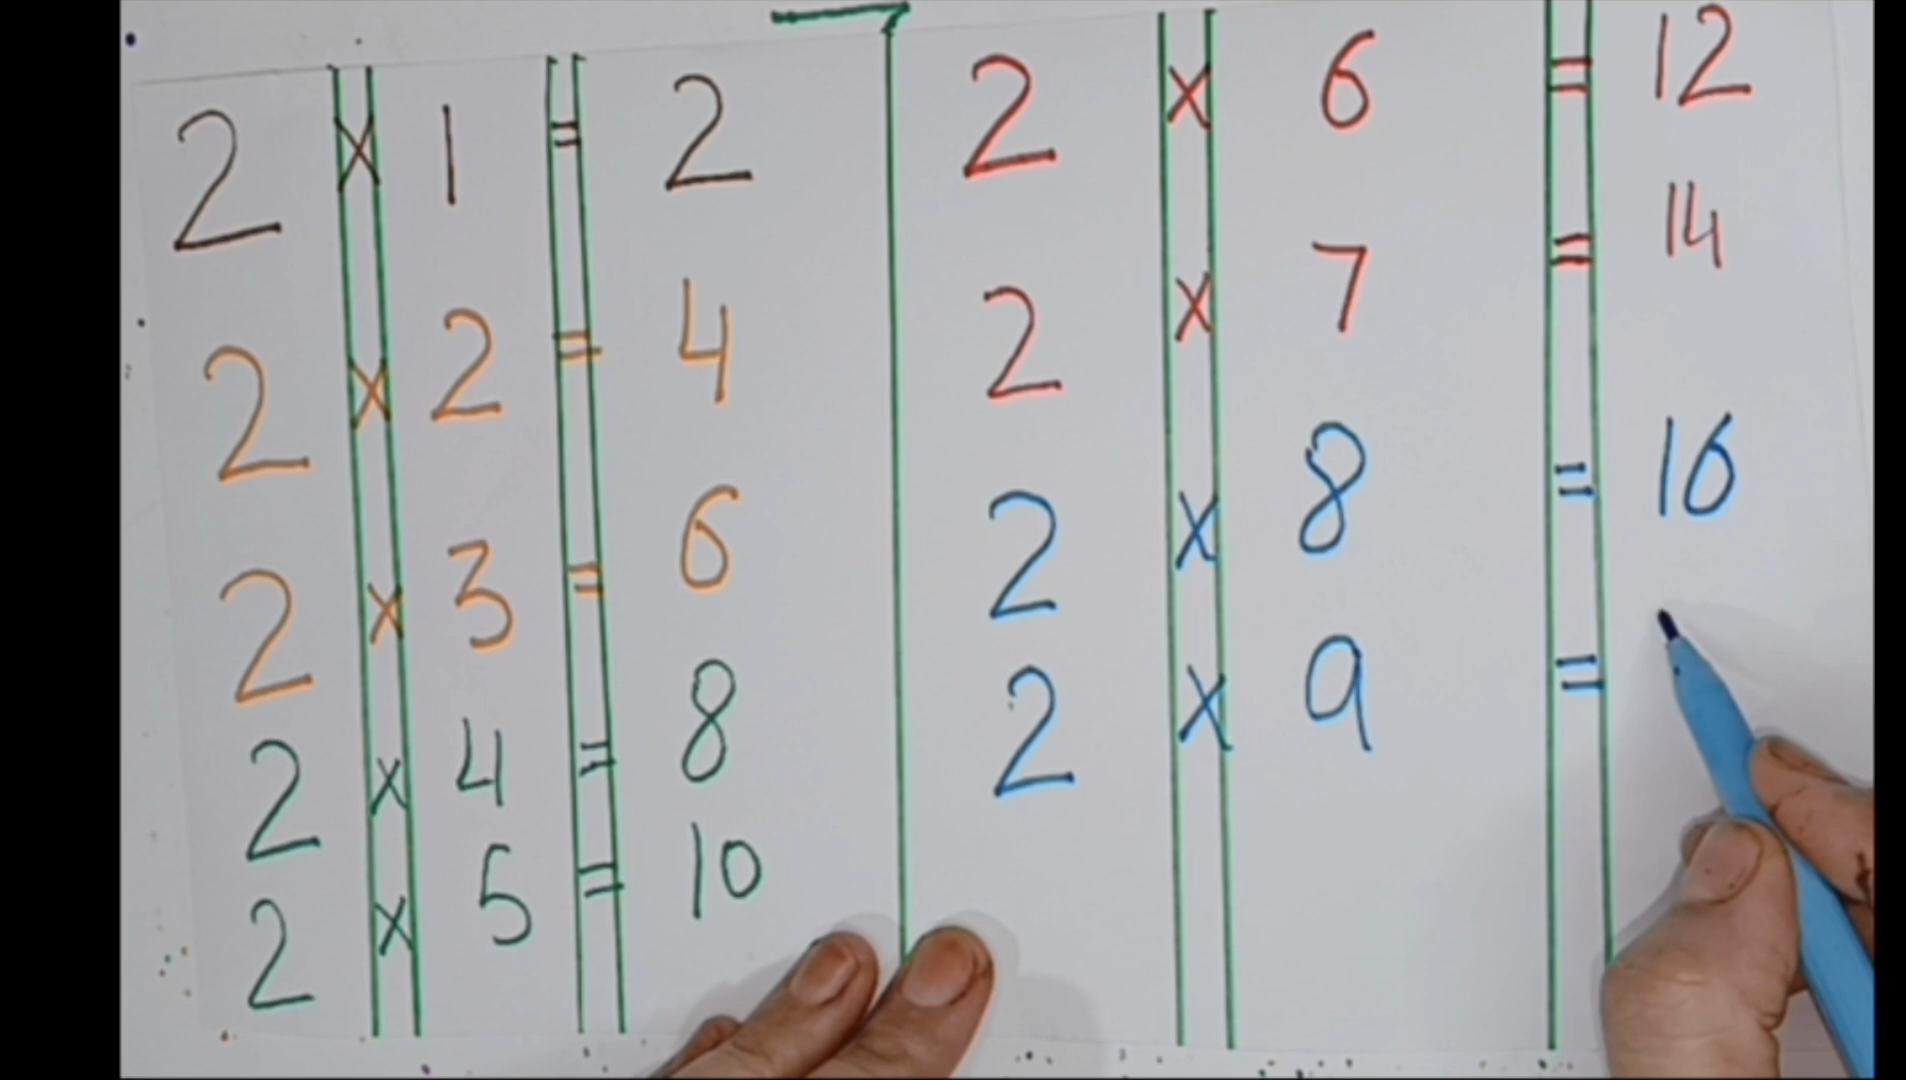 2 x 1 = 2
2 x 2 = 4
2 x 3 = 6
2 x 4 = 8
2 x 5 = 10
2 x 6 = 12
2 x 7 = 14
2 x 8 = 16
2 x 9 =